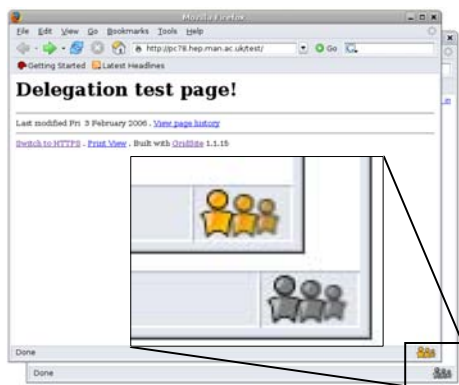 Mozilla Firefox
File Edit View Go Bookmarks Tools Help
http://pc78.hep.man.ac.uk/test/ Go
Getting Started Latest Headlines
Delegation test page!
Last modified Fri 3 February 2006 . View page history
Switch to HTTPS . Print View . Built with GridSite 1.1.15
Done
Done